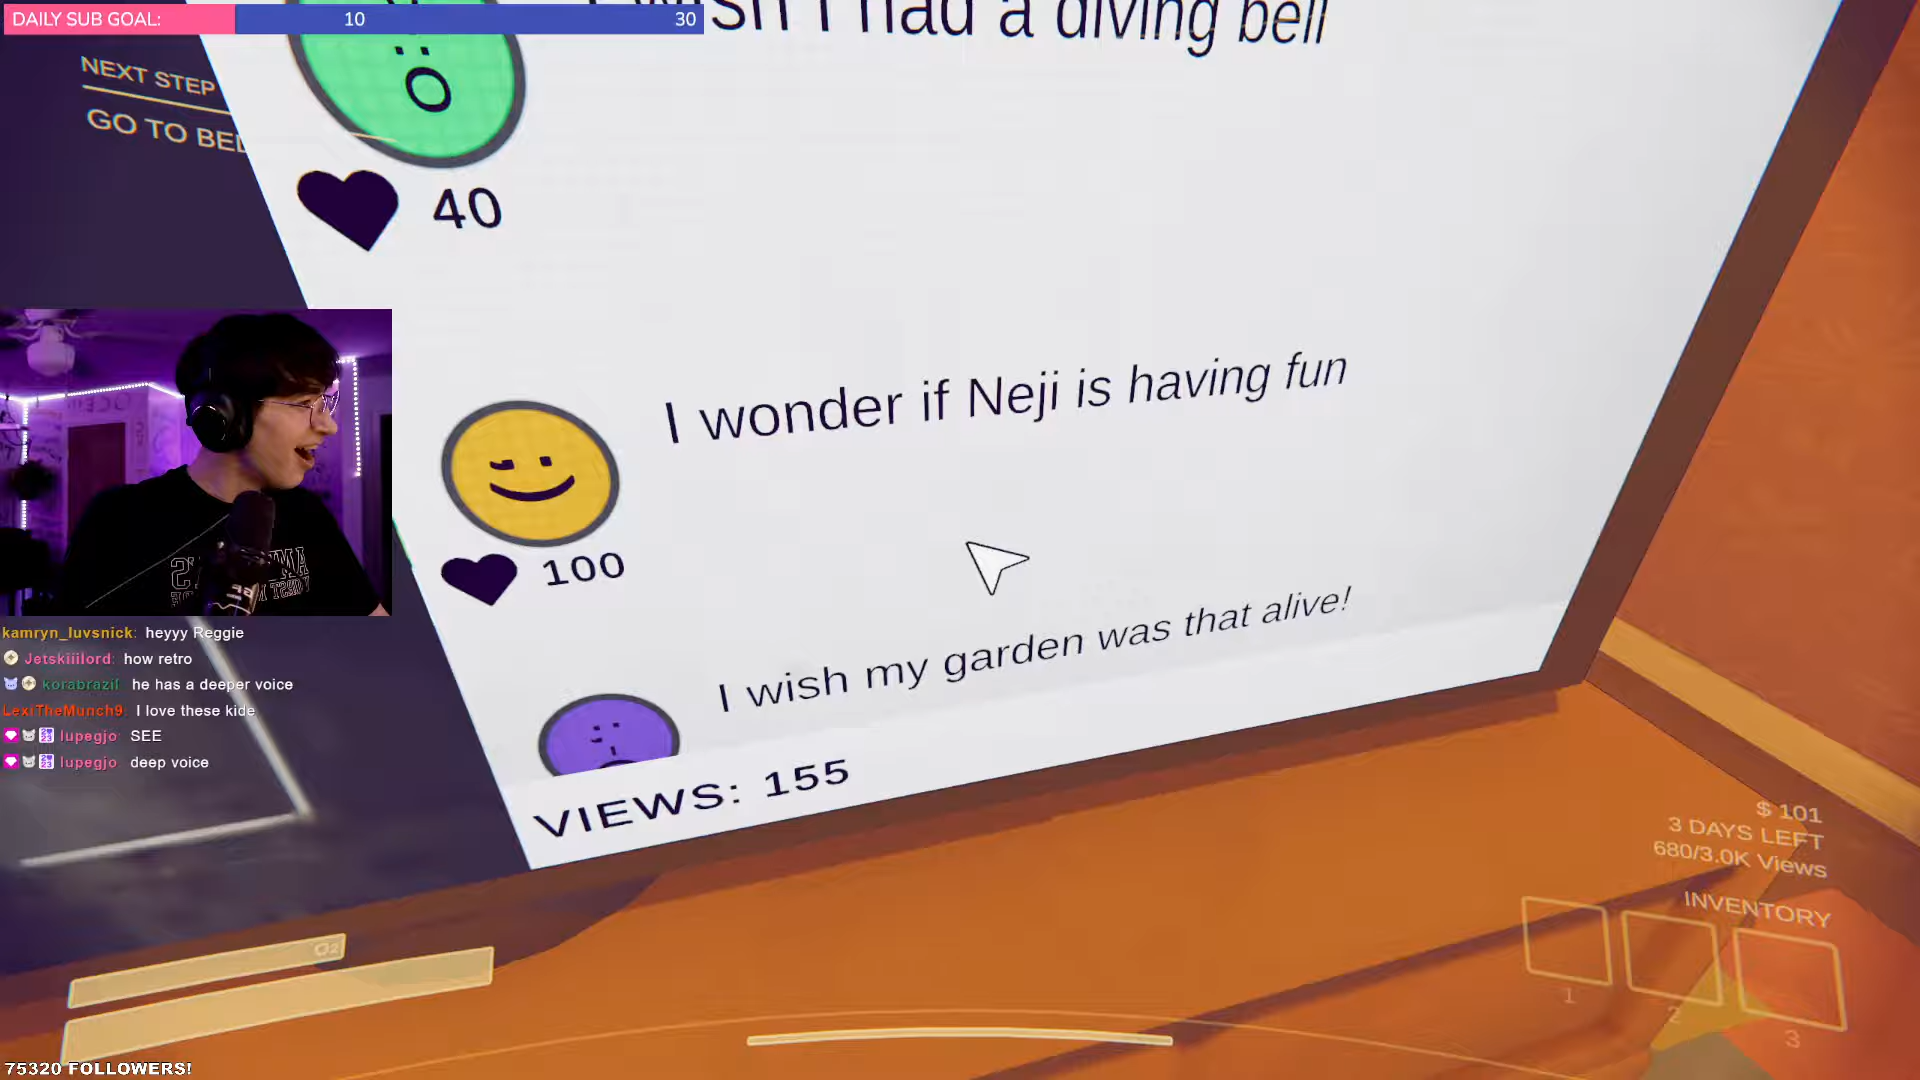 DAILY SUB GOAL: 10 30
I had a diving bell
NEXT STEP
GO TO BED
40
I wonder if Neji is having fun
100
I wish my garden was that alive!
VIEWS: 155
kamryn_luvsnick: heyyy Reggie
Jetskiiilord: how retro
korabrazil: he has a deeper voice
LexiTheMunch9: I love these kide
lupegjo: SEE
lupegjo: deep voice
$ 101
3 DAYS LEFT
680/3.0K Views
INVENTORY
1
2
3
75320 FOLLOWERS!